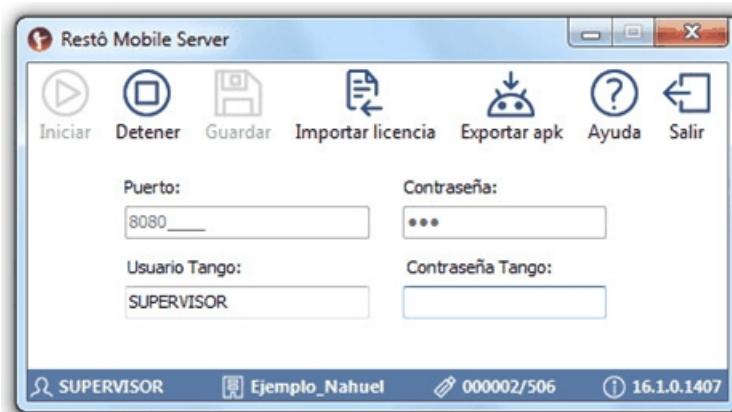 Restô Mobile Server
Iniciar Detener Guardar Importar licencia Exportar apk Ayuda Salir
Puerto: Contraseña:
8080____ •••
Usuario Tango: Contraseña Tango:
SUPERVISOR
SUPERVISOR Ejemplo_Nahuel 000002/506 16.1.0.1407